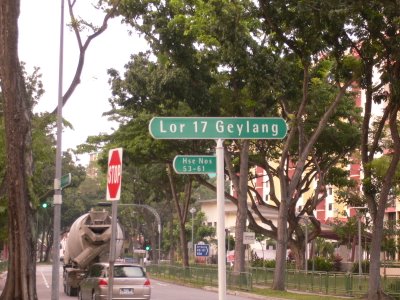 Lor 17 Geylang
Hse Nos
53-61
STOP